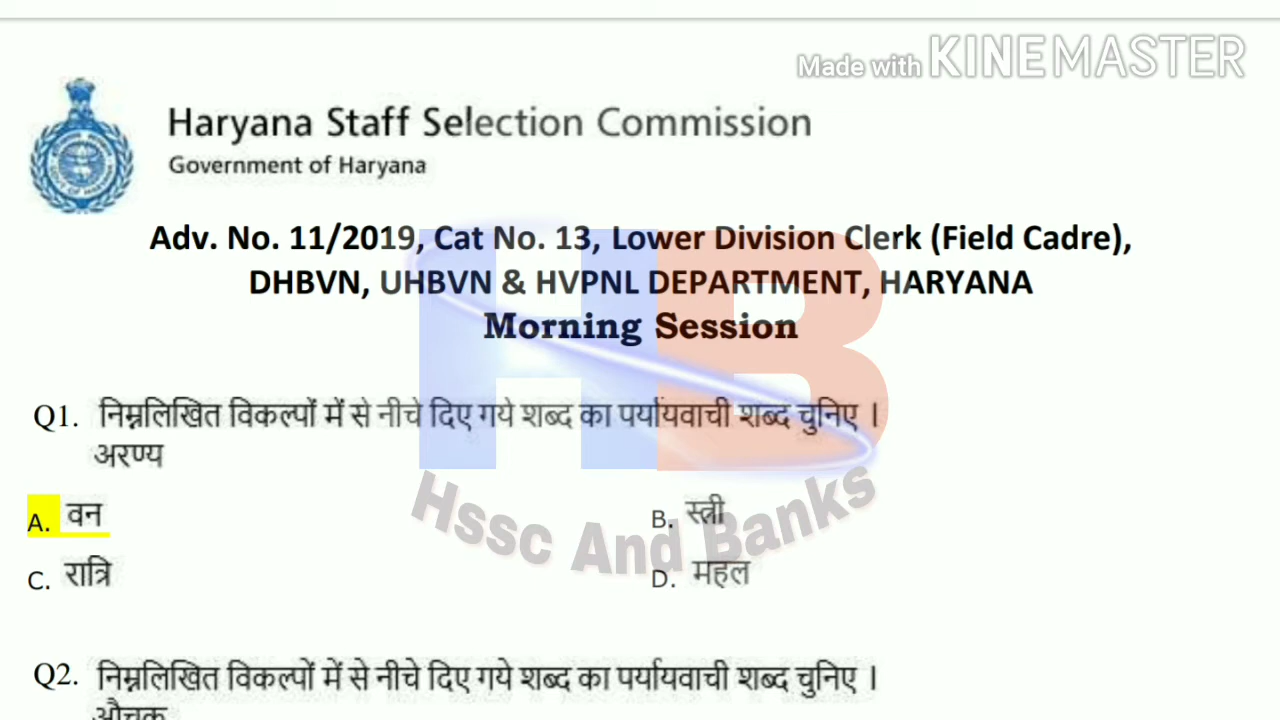 Made with KINEMASTER
Haryana Staff Selection Commission
Government of Haryana
Adv. No. 11/2019, Cat No. 13, Lower Division Clerk (Field Cadre),
DHBVN, UHBVN & HVPNL DEPARTMENT, HARYANA
Morning Session
Q1. निम्नलिखित विकल्पों में से नीचे दिए गये शब्द का पर्यायवाची शब्द चुनिए ।
अरण्य
A. वन
B. स्त्री
C. रात्रि
D. महल
HB
Hssc And Banks
Q2. निम्नलिखित विकल्पों में से नीचे दिए गये शब्द का पर्यायवाची शब्द चुनिए ।
औचक